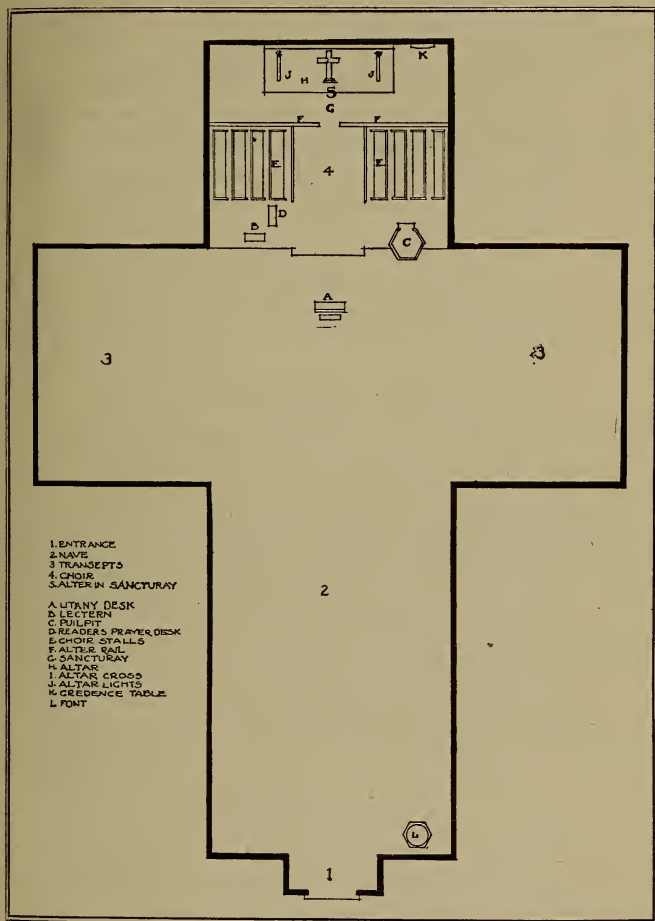 K
J H J
5
G
F F
E 4 E
D
B
C
A
3 3
1. ENTRANCE
2. NAVE
3 TRANSEPTS
4. CHOIR
5. ALTER IN SANCTURAY
A LITANY DESK
B LECTERN
C. PUILPIT
D. READERS PRAYER DESK
E. CHOIR STALLS
F. ALTER RAIL
G. SANCTURAY
H. ALTAR
I. ALTAR CROSS
J. ALTAR LIGHTS
K CREDENCE TABLE
L FONT
2
L
1